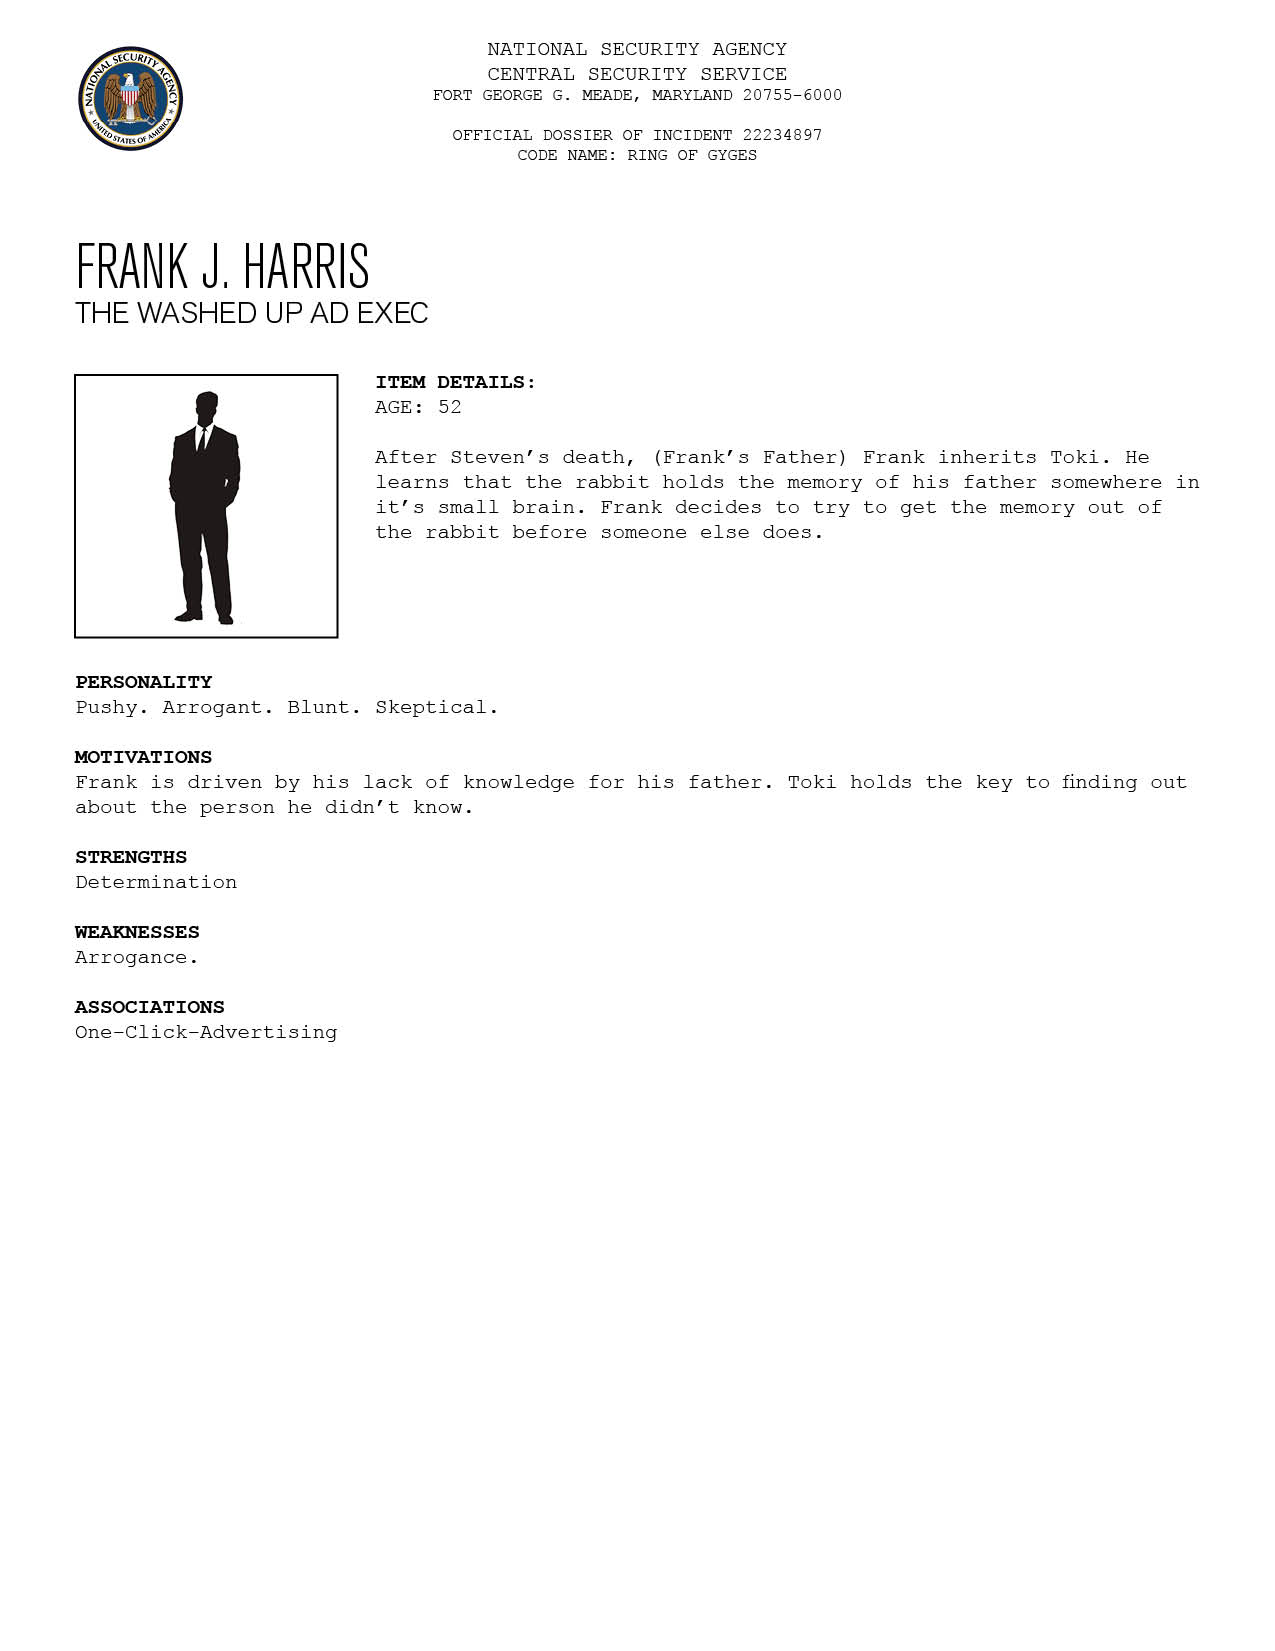 NATIONAL SECURITY AGENCY
CENTRAL SECURITY SERVICE
FORT GEORGE G. MEADE, MARYLAND 20755-6000
OFFICIAL DOSSIER OF INCIDENT 22234897
CODE NAME: RING OF GYGES
NATIONAL SECURITY AGENCY
UNITED STATES OF AMERICA
FRANK J. HARRIS
THE WASHED UP AD EXEC
ITEM DETAILS:
AGE: 52
After Steven’s death, (Frank’s Father) Frank inherits Toki. He
learns that the rabbit holds the memory of his father somewhere in
it’s small brain. Frank decides to try to get the memory out of
the rabbit before someone else does.
PERSONALITY
Pushy. Arrogant. Blunt. Skeptical.
MOTIVATIONS
Frank is driven by his lack of knowledge for his father. Toki holds the key to finding out
about the person he didn’t know.
STRENGTHS
Determination
WEAKNESSES
Arrogance.
ASSOCIATIONS
One-Click-Advertising